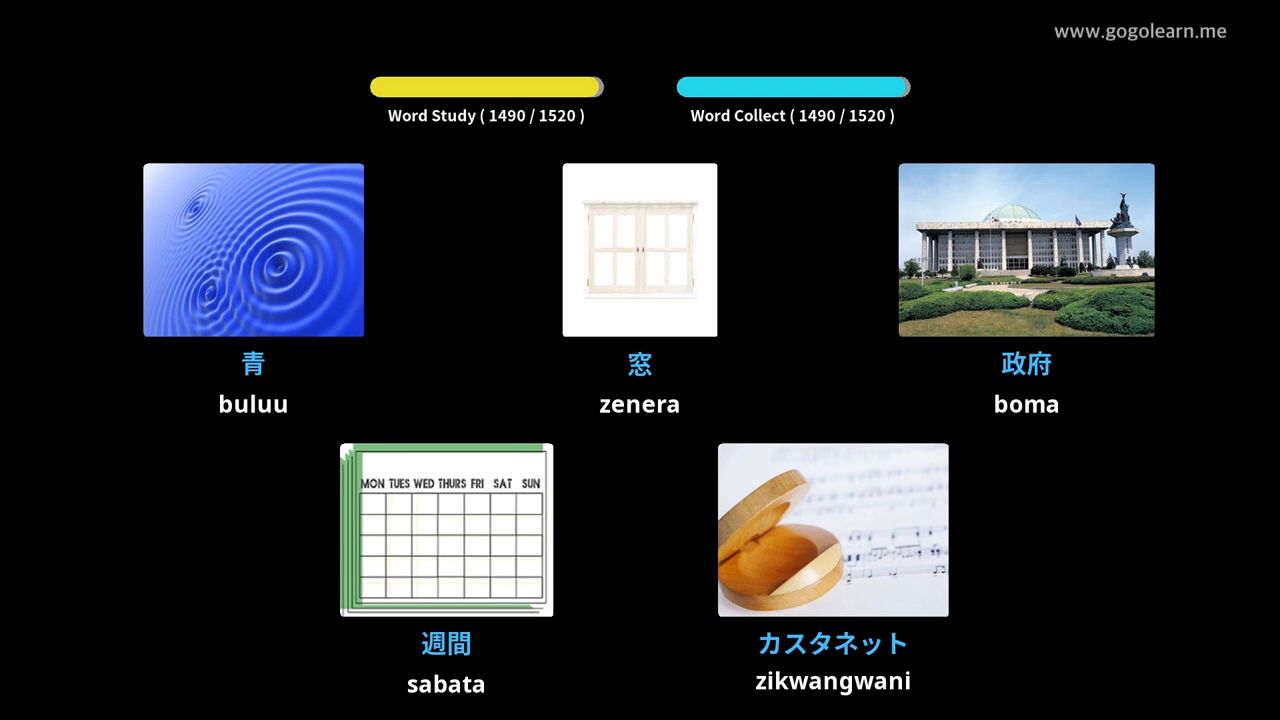 www.gogolearn.me
Word Study ( 1490 / 1520 )
Word Collect ( 1490 / 1520 )
青
buluu
窓
zenera
政府
boma
MON TUES WED THURS FRI SAT SUN
週間
sabata
カスタネット
zikwangwani